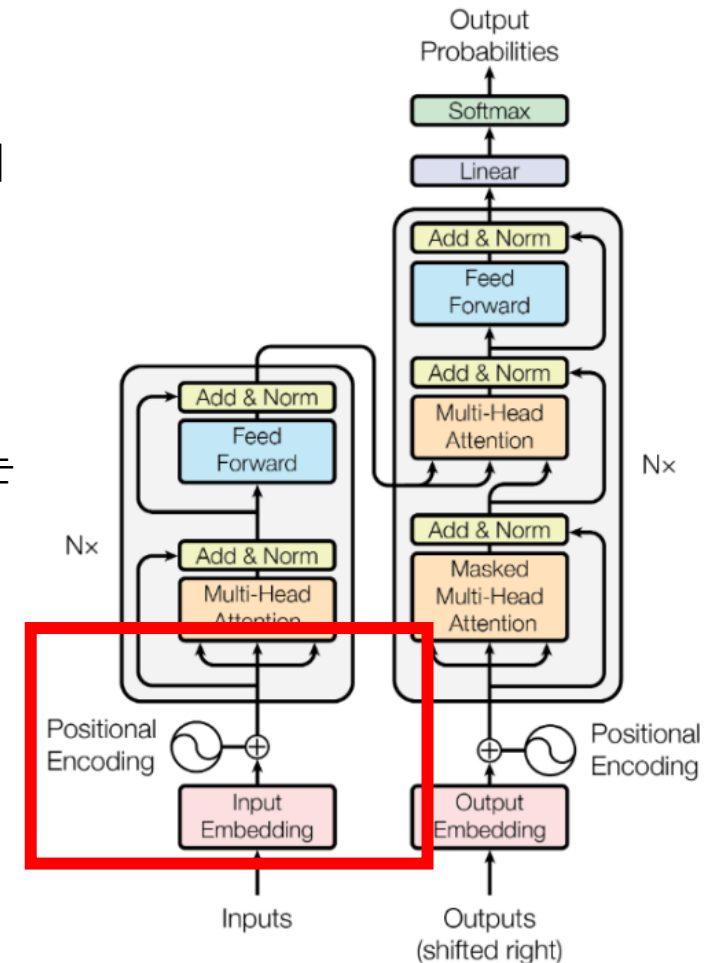 Output
Probabilities
Softmax
Linear
Add & Norm
Feed
Forward
Add & Norm
Multi-Head
Attention
Add & Norm
Masked
Multi-Head
Attention
Nx
Positional
Encoding
Output
Embedding
Outputs
(shifted right)
Add & Norm
Feed
Forward
Add & Norm
Multi-Head
Attention
Nx
Positional
Encoding
Input
Embedding
Inputs